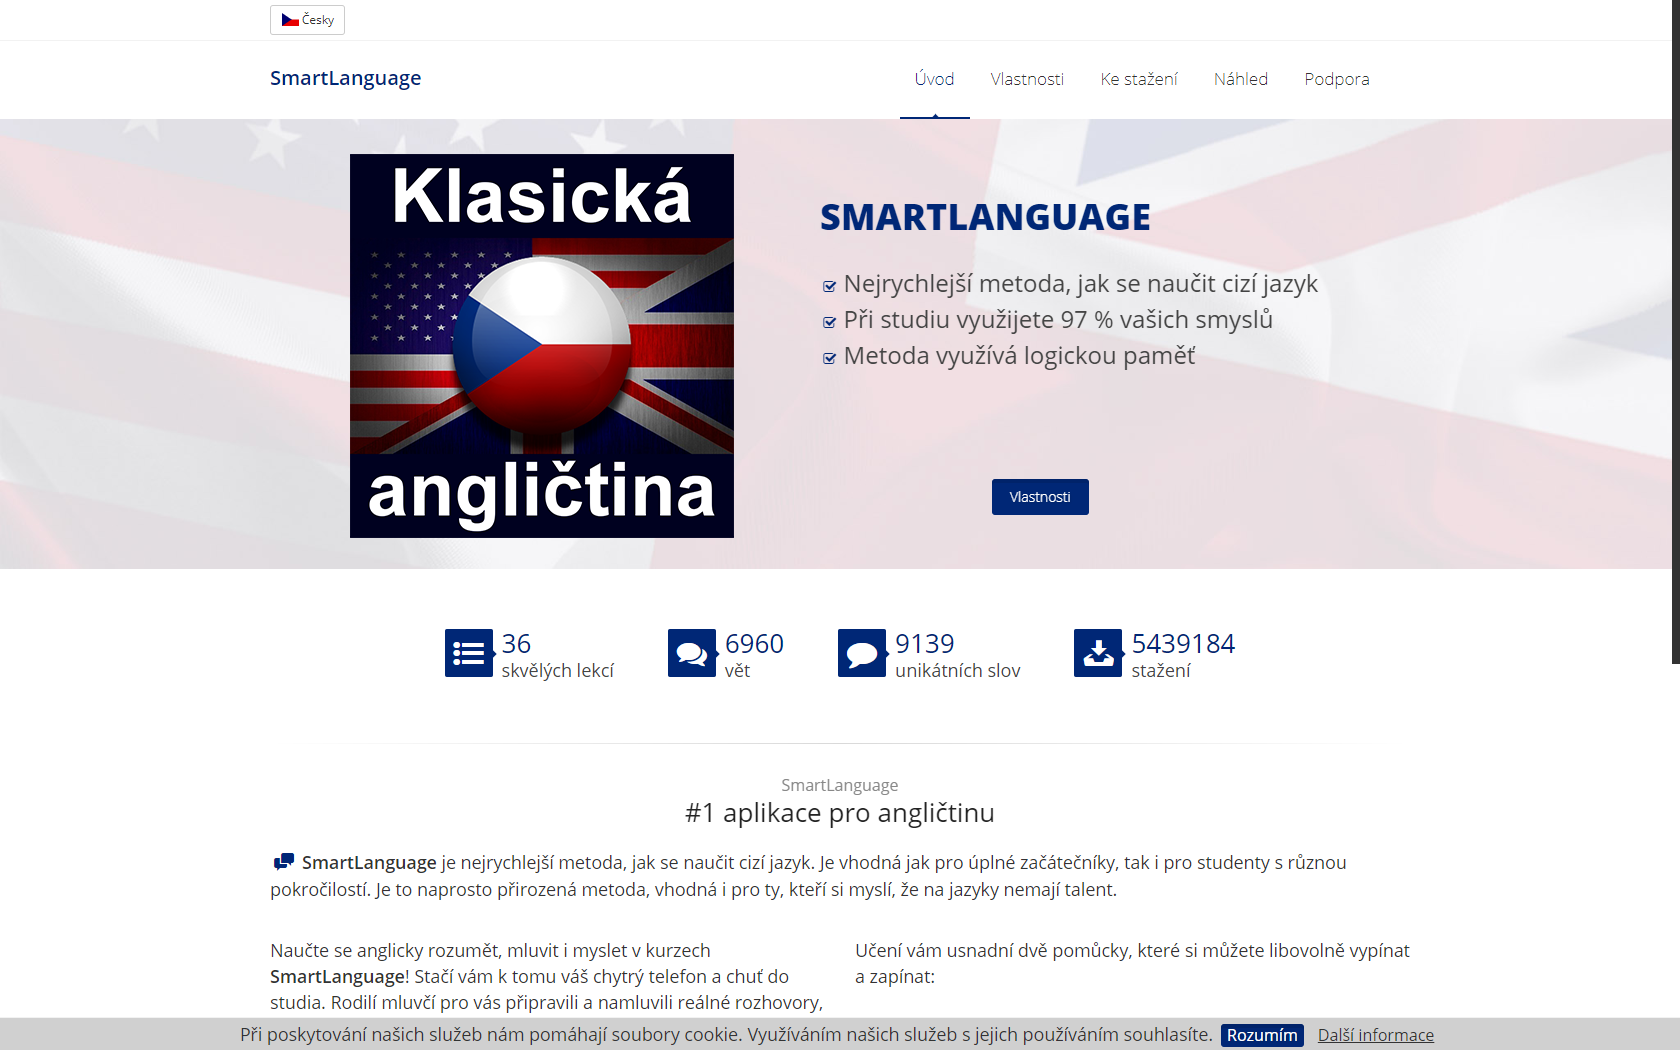 Česky
SmartLanguage
Úvod
Vlastnosti
Ke stažení
Náhled
Podpora
Klasická
angličtina
SMARTLANGUAGE
Nejrychlejší metoda, jak se naučit cizí jazyk
Při studiu využijete 97 % vašich smyslů
Metoda využívá logickou paměť
Vlastnosti
36
skvělých lekcí
6960
vět
9139
unikátních slov
5439184
stažení
SmartLanguage
#1 aplikace pro angličtinu
SmartLanguage je nejrychlejší metoda, jak se naučit cizí jazyk. Je vhodná jak pro úplné začátečníky, tak i pro studenty s různou
pokročilostí. Je to naprosto přirozená metoda, vhodná i pro ty, kteří si myslí, že na jazyky nemají talent.
Naučte se anglicky rozumět, mluvit i myslet v kurzech
SmartLanguage! Stačí vám k tomu váš chytrý telefon a chuť do
studia. Rodilí mluvčí pro vás připravili a namluvili reálné rozhovory,
Učení vám usnadní dvě pomůcky, které si můžete libovolně vypínat
a zapínat:
Při poskytování našich služeb nám pomáhají soubory cookie. Využíváním našich služeb s jejich používáním souhlasíte. Rozumím Další informace